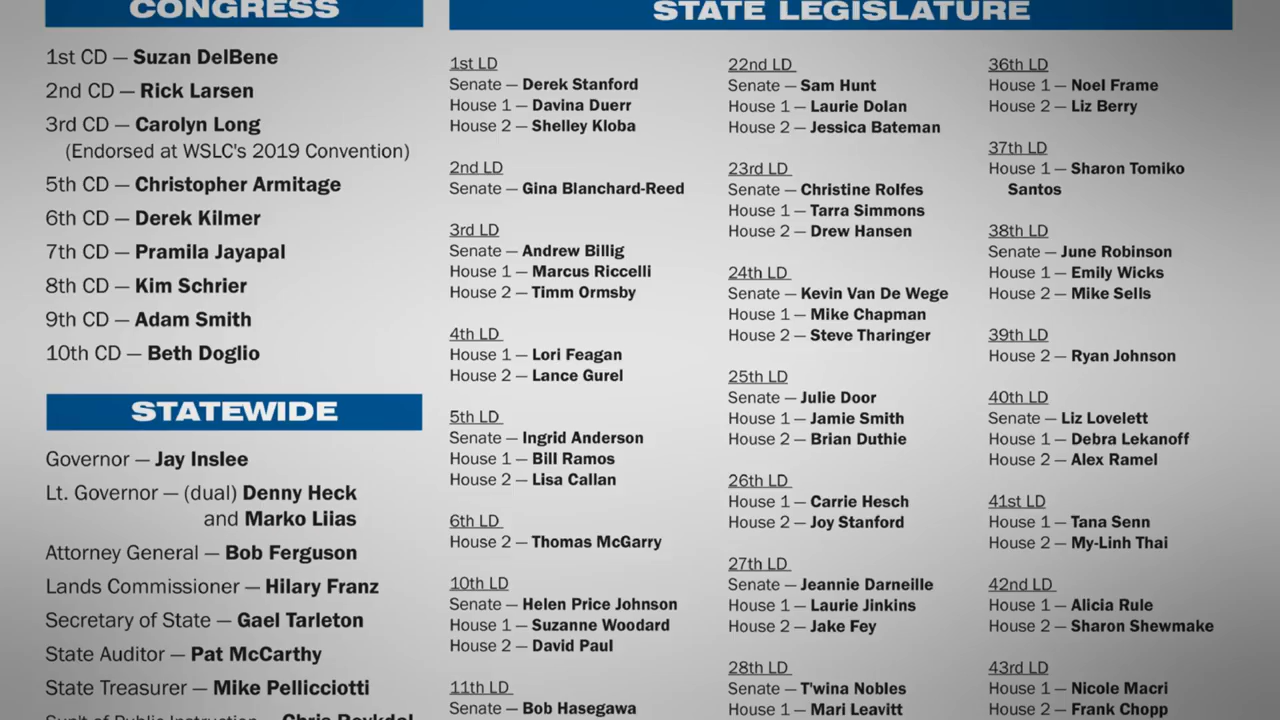 CONGRESS
1st CD — Suzan DelBene
2nd CD — Rick Larsen
3rd CD — Carolyn Long
(Endorsed at WSLC's 2019 Convention)
5th CD — Christopher Armitage
6th CD — Derek Kilmer
7th CD — Pramila Jayapal
8th CD — Kim Schrier
9th CD — Adam Smith
10th CD — Beth Doglio
STATEWIDE
Governor — Jay Inslee
Lt. Governor — (dual) Denny Heck
and Marko Liias
Attorney General — Bob Ferguson
Lands Commissioner — Hilary Franz
Secretary of State — Gael Tarleton
State Auditor — Pat McCarthy
State Treasurer — Mike Pellicciotti
Sup't of Public Instruction — Chris Reykdal
STATE LEGISLATURE
1st LD
Senate — Derek Stanford
House 1 — Davina Duerr
House 2 — Shelley Kloba
2nd LD
Senate — Gina Blanchard-Reed
3rd LD
Senate — Andrew Billig
House 1 — Marcus Riccelli
House 2 — Timm Ormsby
4th LD
House 1 — Lori Feagan
House 2 — Lance Gurel
5th LD
Senate — Ingrid Anderson
House 1 — Bill Ramos
House 2 — Lisa Callan
6th LD
House 2 — Thomas McGarry
10th LD
Senate — Helen Price Johnson
House 1 — Suzanne Woodard
House 2 — David Paul
11th LD
Senate — Bob Hasegawa
22nd LD
Senate — Sam Hunt
House 1 — Laurie Dolan
House 2 — Jessica Bateman
23rd LD
Senate — Christine Rolfes
House 1 — Tarra Simmons
House 2 — Drew Hansen
24th LD
Senate — Kevin Van De Wege
House 1 — Mike Chapman
House 2 — Steve Tharinger
25th LD
Senate — Julie Door
House 1 — Jamie Smith
House 2 — Brian Duthie
26th LD
House 1 — Carrie Hesch
House 2 — Joy Stanford
27th LD
Senate — Jeannie Darneille
House 1 — Laurie Jinkins
House 2 — Jake Fey
28th LD
Senate — T'wina Nobles
House 1 — Mari Leavitt
36th LD
House 1 — Noel Frame
House 2 — Liz Berry
37th LD
House 1 — Sharon Tomiko
Santos
38th LD
Senate — June Robinson
House 1 — Emily Wicks
House 2 — Mike Sells
39th LD
House 2 — Ryan Johnson
40th LD
Senate — Liz Lovelett
House 1 — Debra Lekanoff
House 2 — Alex Ramel
41st LD
House 1 — Tana Senn
House 2 — My-Linh Thai
42nd LD
House 1 — Alicia Rule
House 2 — Sharon Shewmake
43rd LD
House 1 — Nicole Macri
House 2 — Frank Chopp